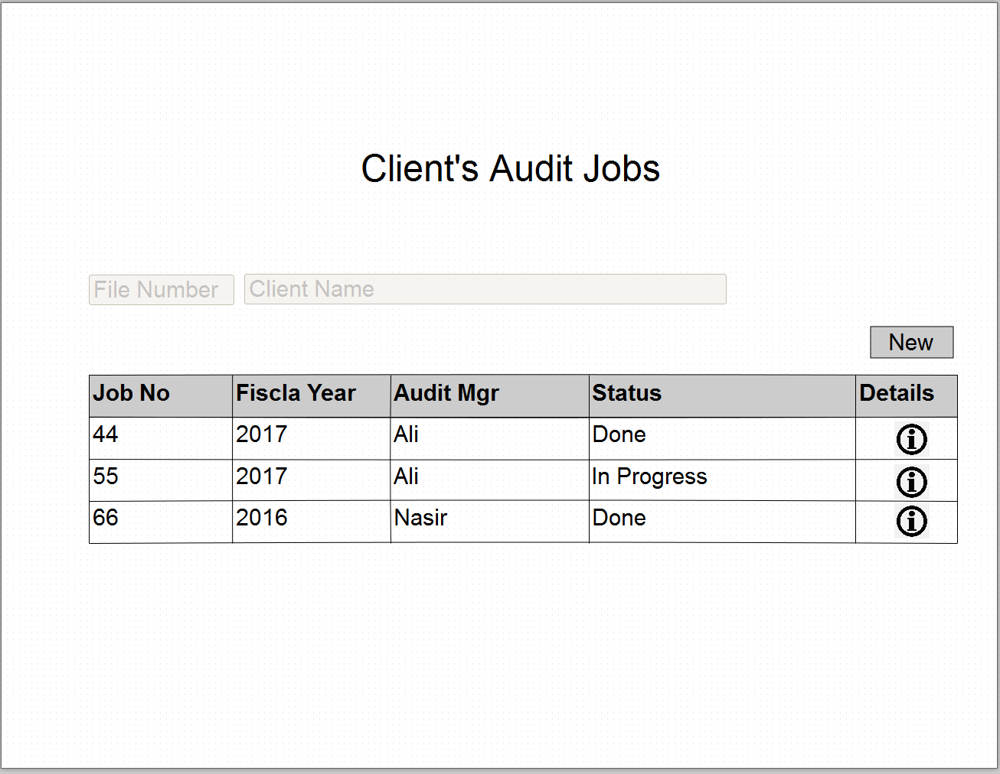 Client's Audit Jobs
File Number Client Name
New
Job No Fiscla Year Audit Mgr Status Details
44 2017 Ali Done
55 2017 Ali In Progress
66 2016 Nasir Done